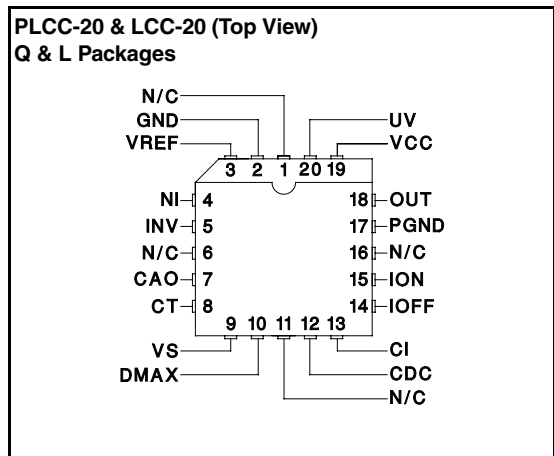 PLCC-20 & LCC-20 (Top View)
Q & L Packages
N/C
GND
UV
VREF
VCC
3 2 1 20 19
NI 4 18 OUT
INV 5 17 PGND
N/C 6 16 N/C
CAO 7 15 ION
CT 8 14 IOFF
9 10 11 12 13
VS
CI
DMAX
CDC
N/C